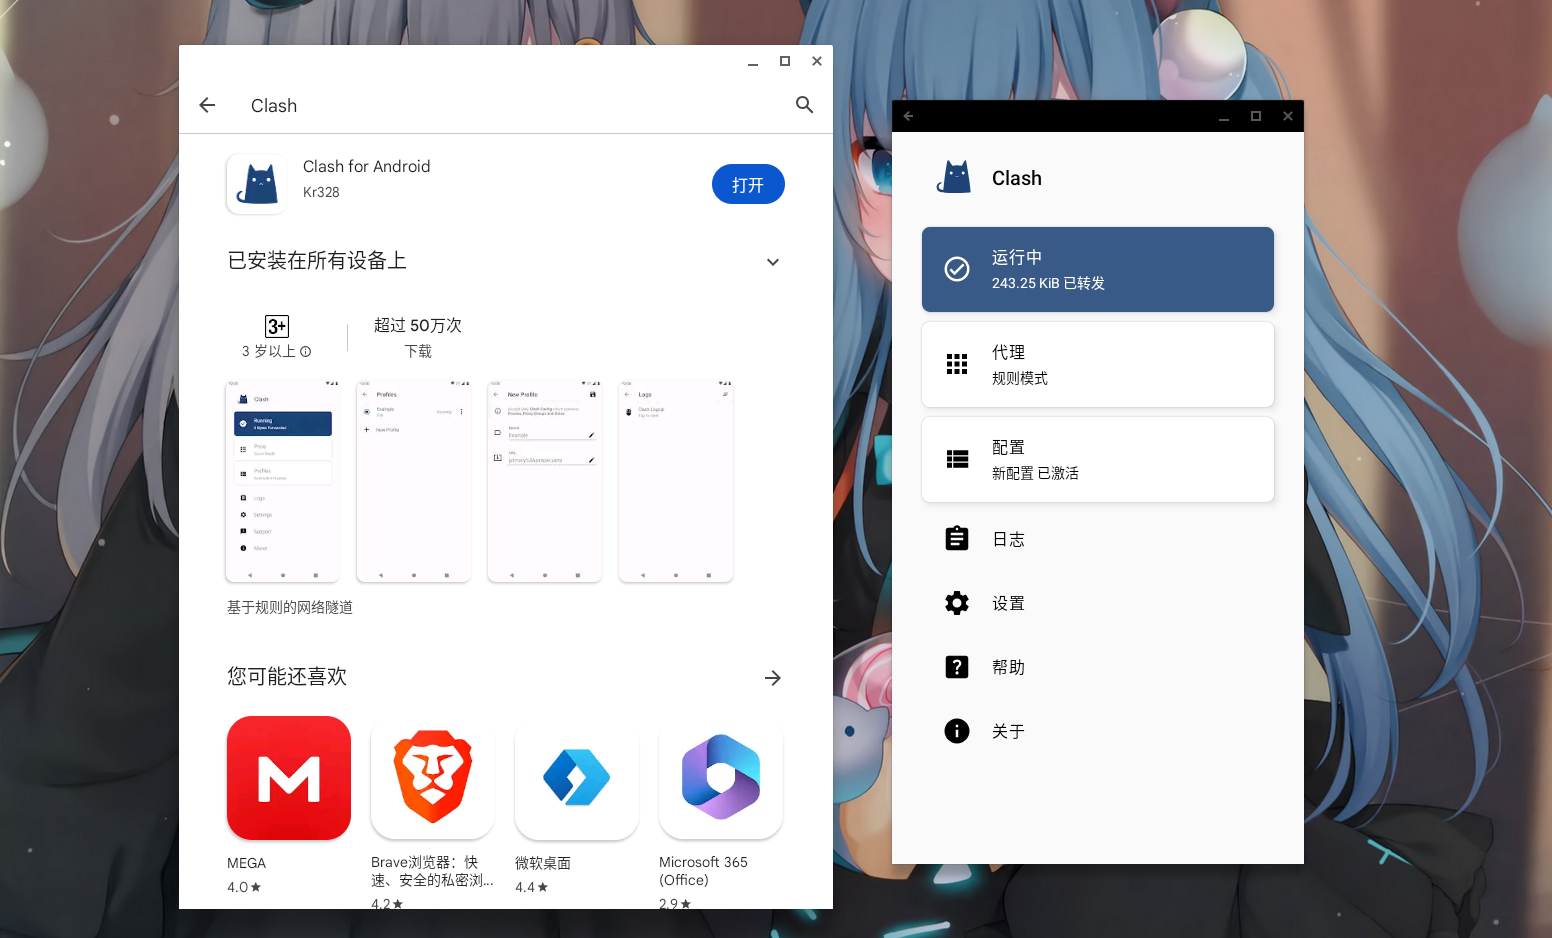 Clash
Clash for Android
Kr328
打开
已安装在所有设备上
3+
3 岁以上
超过 50万次
下载
Clash
Running
Proxy
Profiles
Logs
Settings
Support
About
Profiles
Example
New Profile
New Profile
Example
Logs
Clash Logcat
基于规则的网络隧道
您可能还喜欢
MEGA
4.0★
Brave浏览器：快
速、安全的私密浏...
4.2★
微软桌面
4.4★
Microsoft 365
(Office)
2.9★
Clash
运行中
243.25 KiB 已转发
代理
规则模式
配置
新配置 已激活
日志
设置
帮助
关于